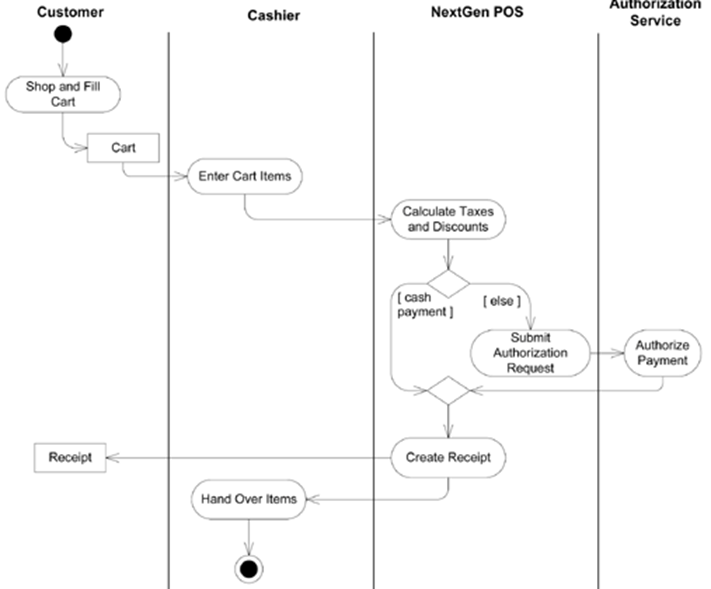 Customer
Cashier
NextGen POS
Authorization
Service
Shop and Fill
Cart
Cart
Enter Cart Items
Calculate Taxes
and Discounts
[ cash
payment ]
[ else ]
Submit
Authorization
Request
Authorize
Payment
Receipt
Create Receipt
Hand Over Items